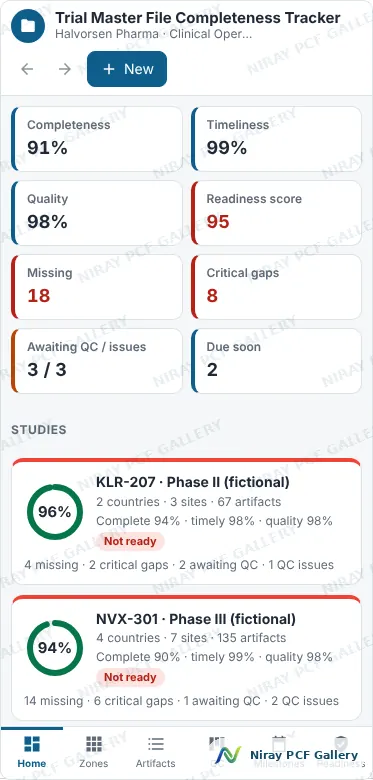 Trial Master File Completeness Tracker
Halvorsen Pharma · Clinical Oper...
← → + New
Completeness
91%
Timeliness
99%
Quality
98%
Readiness score
95
Missing
18
Critical gaps
8
Awaiting QC / issues
3 / 3
Due soon
2
STUDIES
96%
KLR-207 · Phase II (fictional)
2 countries · 3 sites · 67 artifacts
Complete 94% · timely 98% · quality 98%
Not ready
4 missing · 2 critical gaps · 2 awaiting QC · 1 QC issues
94%
NVX-301 · Phase III (fictional)
4 countries · 7 sites · 135 artifacts
Complete 90% · timely 99% · quality 98%
Not ready
14 missing · 6 critical gaps · 1 awaiting QC · 2 QC issues
Home
Zones
Artifacts
Milestones
Readiness
Niray PCF Gallery
NIRAY PCF GALLERY